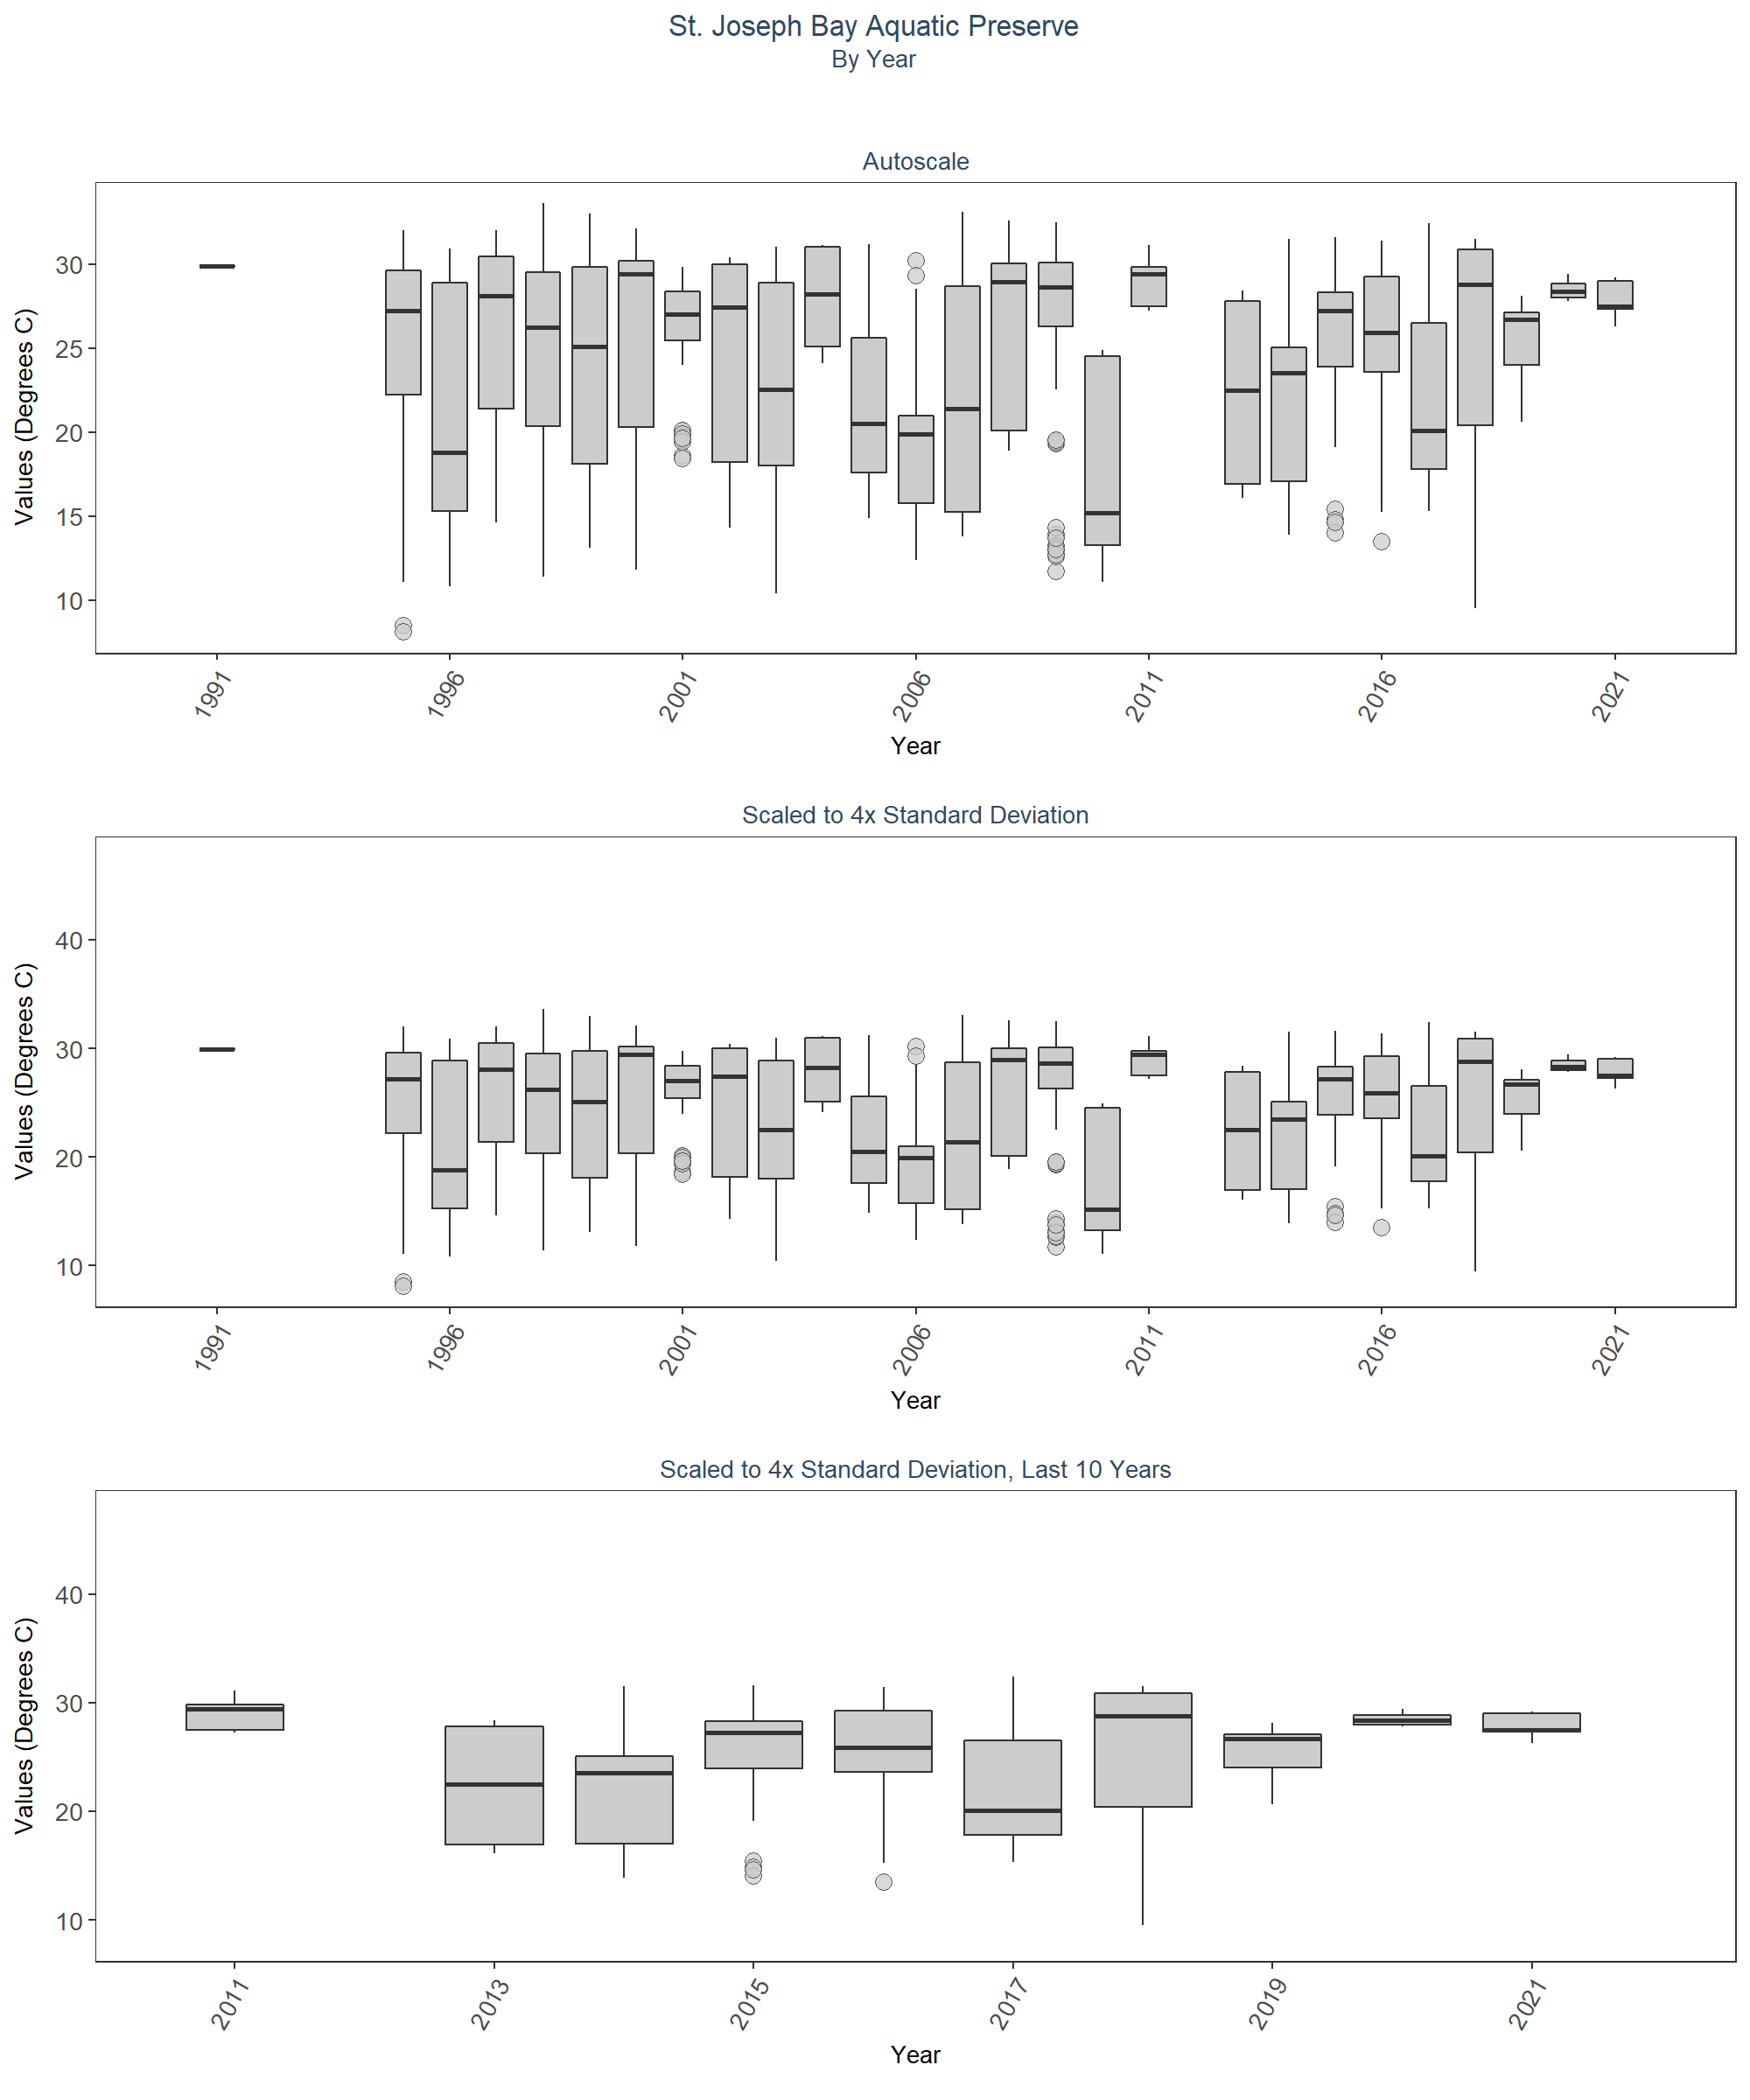 St. Joseph Bay Aquatic Preserve
By Year
Autoscale
Values (Degrees C)
30
25
20
15
10
1991 1996 2001 2006 2011 2016 2021
Year
Scaled to 4x Standard Deviation
Values (Degrees C)
40
30
20
10
1991 1996 2001 2006 2011 2016 2021
Year
Scaled to 4x Standard Deviation, Last 10 Years
Values (Degrees C)
40
30
20
10
2011 2013 2015 2017 2019 2021
Year